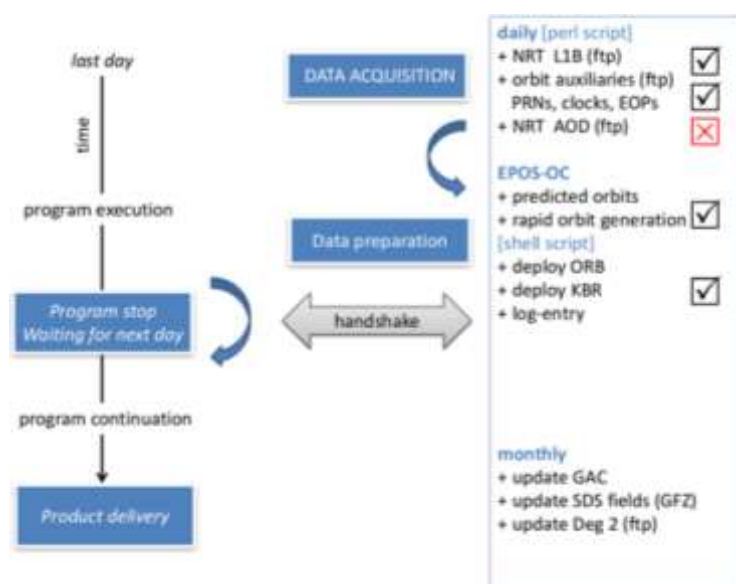 last day
time
program execution
Program stop
Waiting for next day
program continuation
Product delivery
DATA ACQUISITION
Data preparation
handshake
daily [perl script]
+ NRT L1B (ftp)
+ orbit auxiliaries (ftp)
PRNs, clocks, EOPs
+ NRT AOD (ftp)
EPOS-OC
+ predicted orbits
+ rapid orbit generation
[shell script]
+ deploy ORB
+ deploy KBR
+ log-entry
monthly
+ update GAC
+ update SDS fields (GFZ)
+ update Deg 2 (ftp)